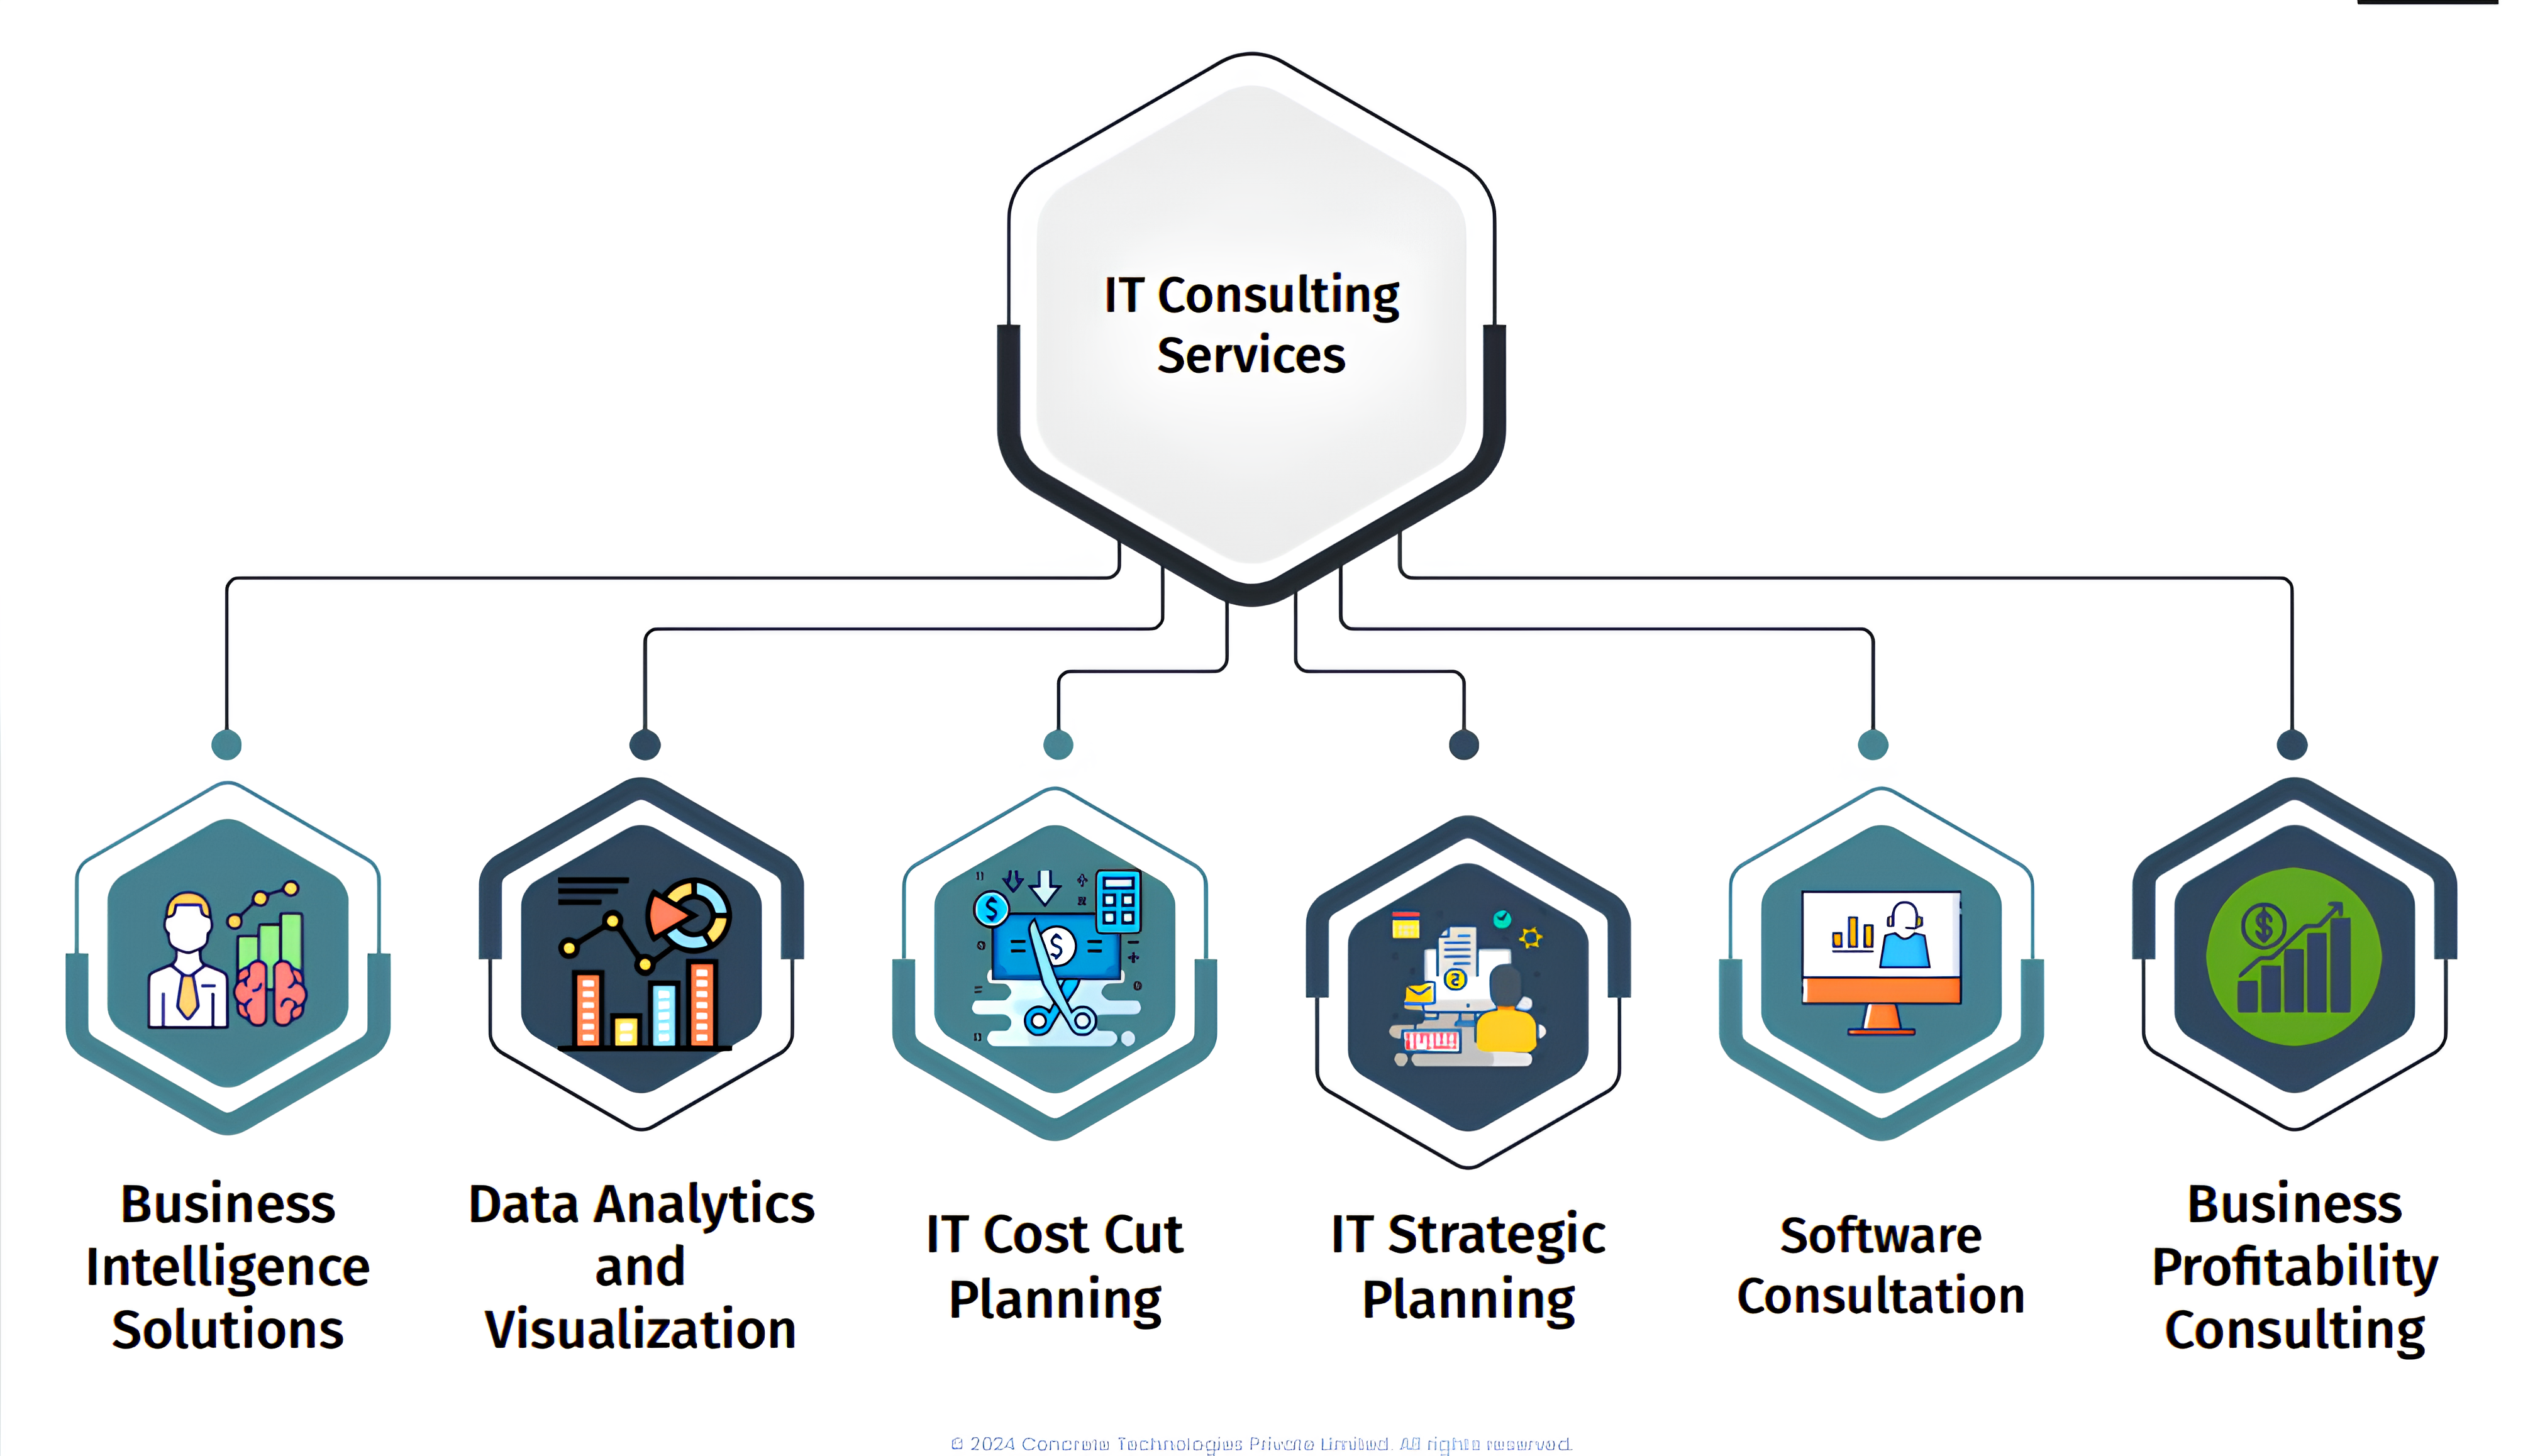 IT Consulting
Services
Business
Intelligence
Solutions
Data Analytics
and
Visualization
IT Cost Cut
Planning
IT Strategic
Planning
Software
Consultation
Business
Profitability
Consulting
© 2024 Concrete Technologies Private Limited. All rights reserved.